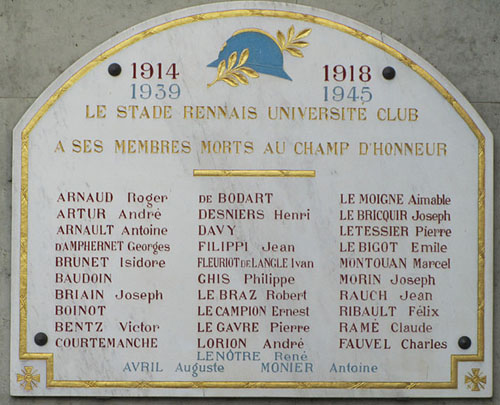 1914 1918
1939 1945
LE STADE RENNAIS UNIVERSITÉ CLUB
A SES MEMBRES MORTS AU CHAMP D'HONNEUR
ARNAUD Roger
ARTUR André
ARNAULT Antoine
D'AMPHERNET Georges
BRUNET Isidore
BAUDOIN
BRIAIN Joseph
BOINOT
BENTZ Victor
COURTEMANCHE
DE BODART
DESNIERS Henri
DAVY
FILIPPI Jean
FLEURIOT DE LANGLE Ivan
GHIS Philippe
LE BRAZ Robert
LE CAMPION Ernest
LE GAVRE Pierre
LORION André
LE MOIGNE Aimable
LE BRICQUIR Joseph
LETESSIER Pierre
LE BIGOT Emile
MONTOUAN Marcel
MORIN Joseph
RAUCH Jean
RIBAULT Félix
RAMÉ Claude
FAUVEL Charles
LENÔTRE René
AVRIL Auguste MONIER Antoine